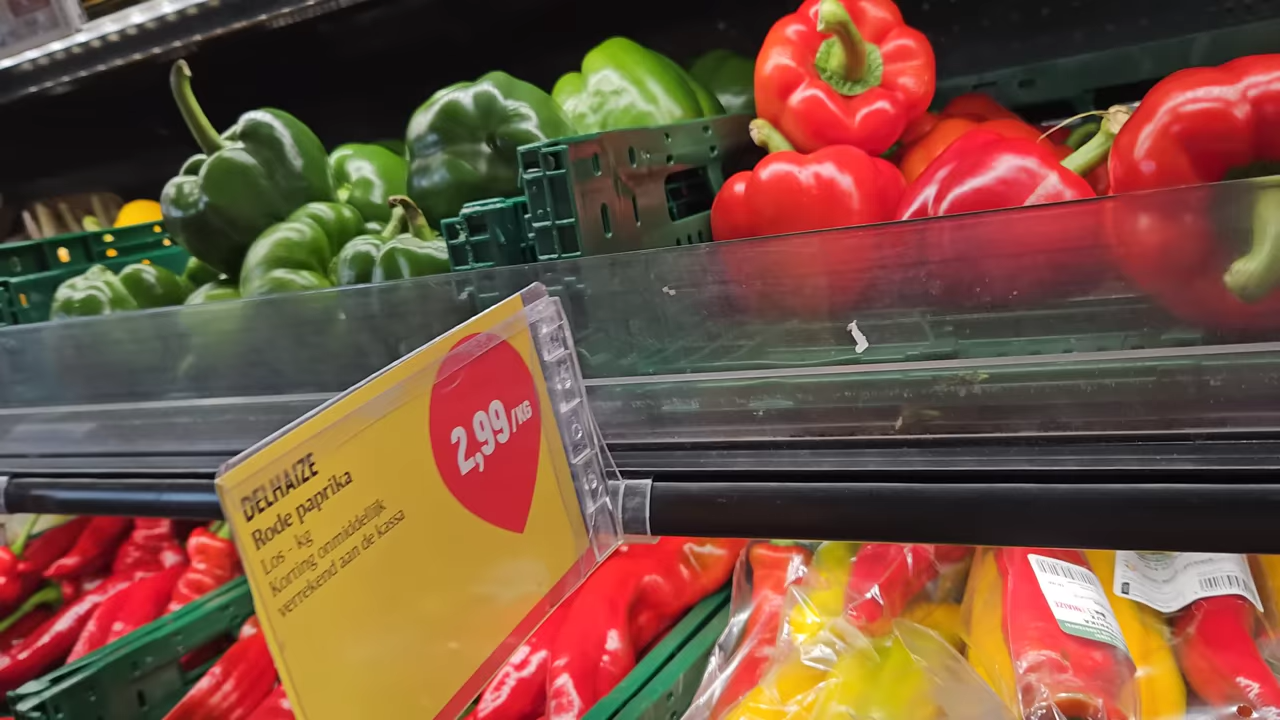 DELHAIZE
Rode paprika
Los - kg
Korting onmiddellijk
verrekend aan de kassa
2,99/KG